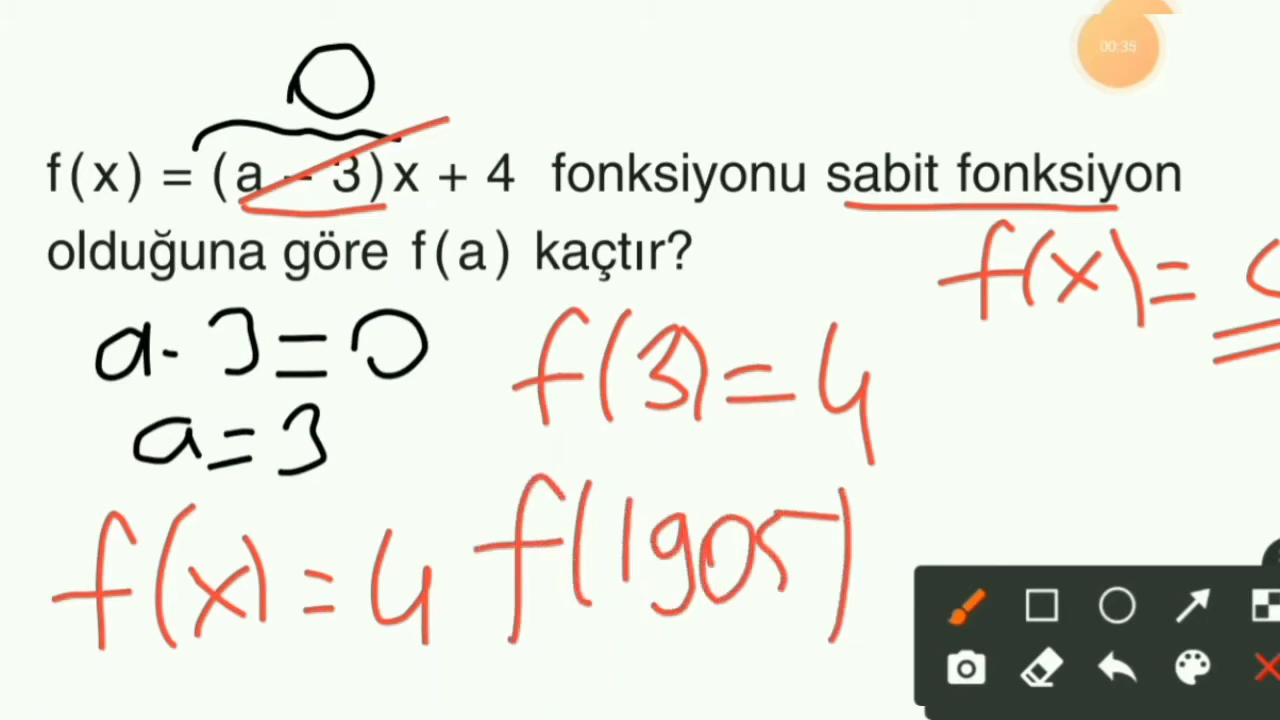 00:35
f(x) = (a - 3)x + 4 fonksiyonu sabit fonksiyon
olduğuna göre f(a) kaçtır?
0
f(x) =
a - 3 = 0
f(3) = 4
a = 3
f(x) = 4
f(1905)